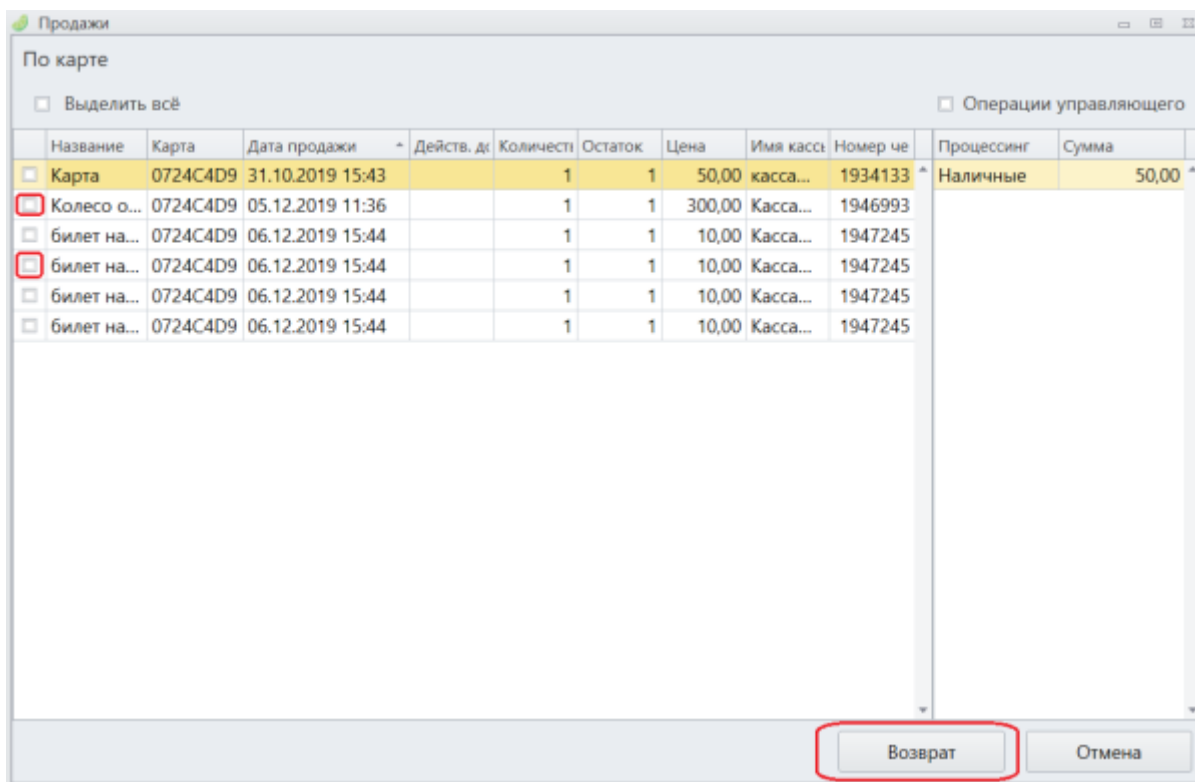 Продажи
По карте
Выделить всё Операции управляющего
Название Карта Дата продажи Действ. дс Количести Остаток Цена Имя касси Номер че Процессинг Сумма
Карта 0724C4D9 31.10.2019 15:43 1 1 50,00 касса... 1934133 Наличные 50,00
Колесо о... 0724C4D9 05.12.2019 11:36 1 1 300,00 Касса... 1946993
билет на... 0724C4D9 06.12.2019 15:44 1 1 10,00 Касса... 1947245
билет на... 0724C4D9 06.12.2019 15:44 1 1 10,00 Касса... 1947245
билет на... 0724C4D9 06.12.2019 15:44 1 1 10,00 Касса... 1947245
билет на... 0724C4D9 06.12.2019 15:44 1 1 10,00 Касса... 1947245
Возврат Отмена